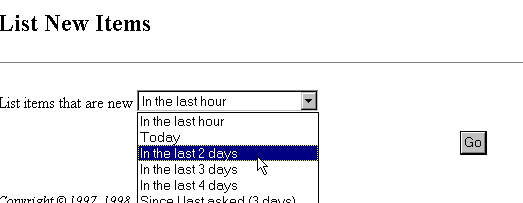 List New Items
List items that are new In the last hour
In the last hour
Today
In the last 2 days
Go
In the last 3 days
In the last 4 days
Copyright © 1997, 1998 Since I last asked (3 days)